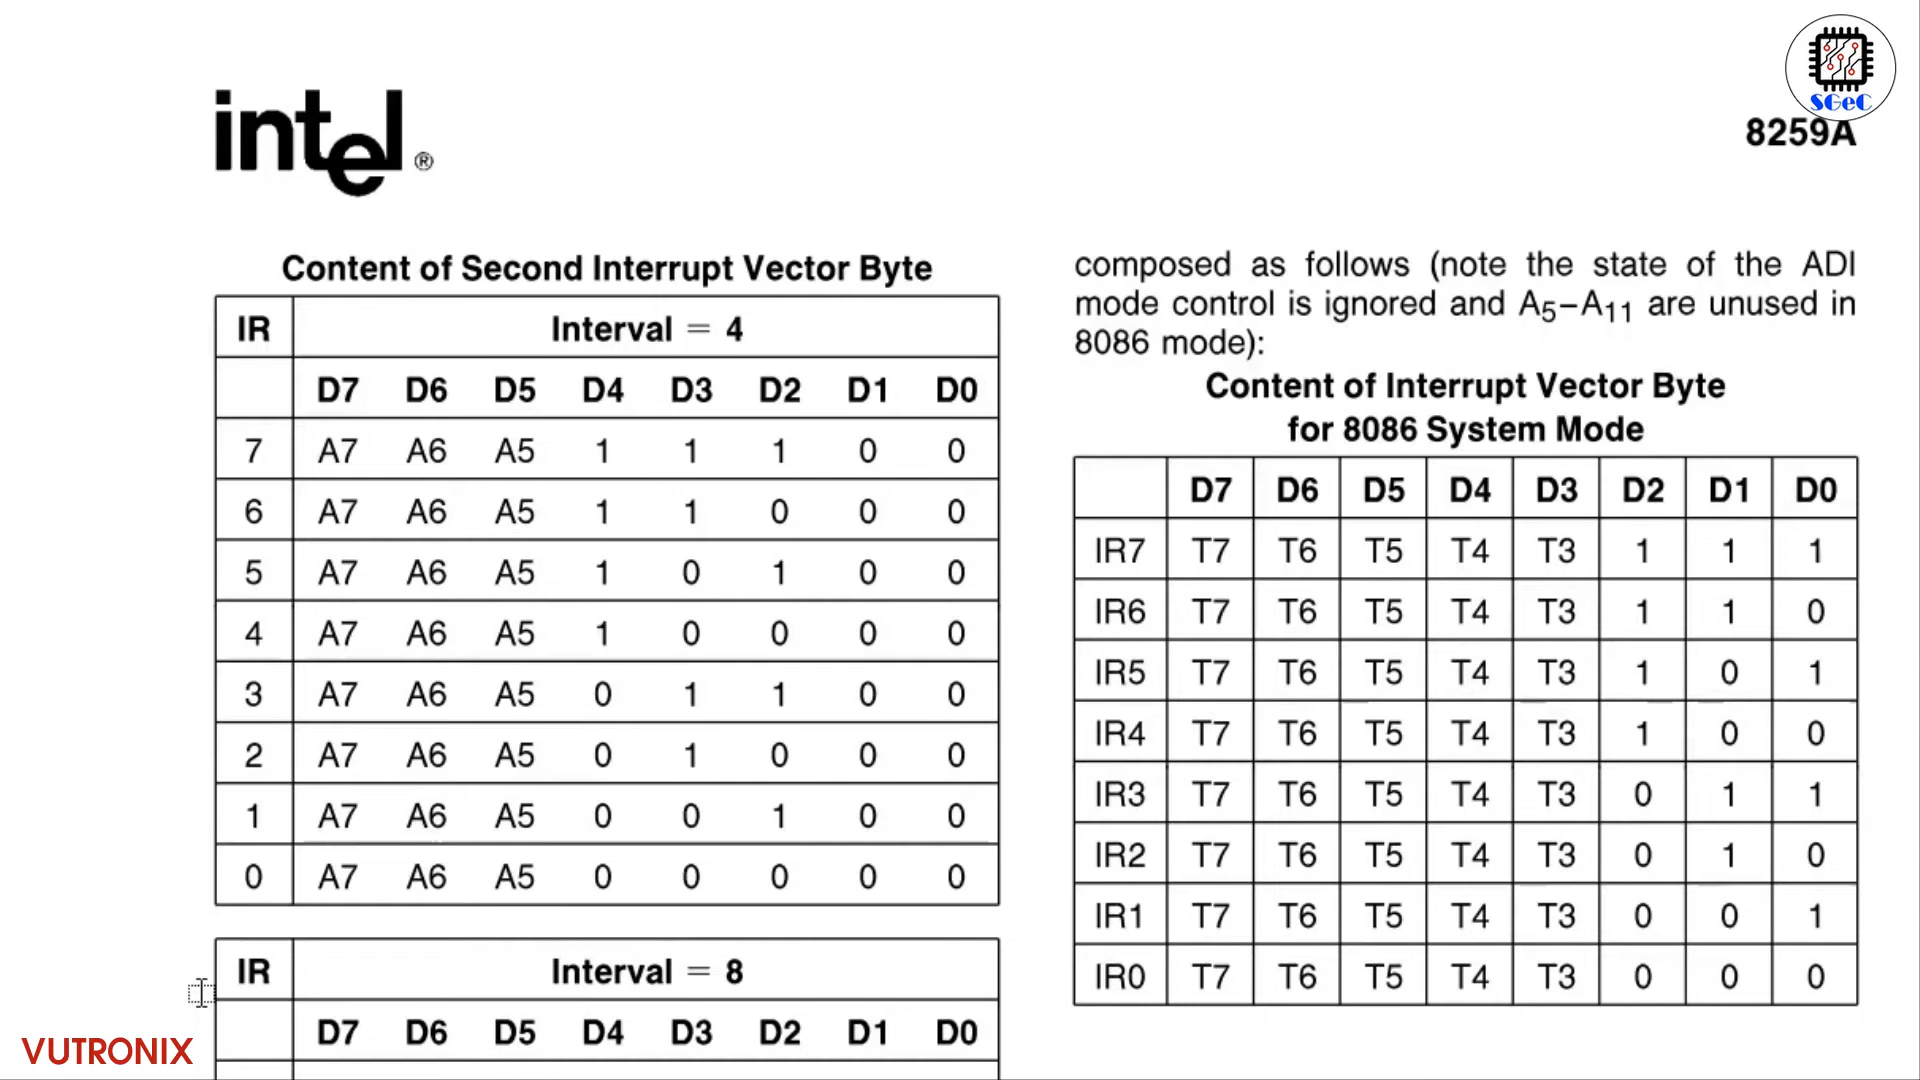 SGeC
intel®
8259A
Content of Second Interrupt Vector Byte
IR Interval = 4
D7 D6 D5 D4 D3 D2 D1 D0
7 A7 A6 A5 1 1 1 0 0
6 A7 A6 A5 1 1 0 0 0
5 A7 A6 A5 1 0 1 0 0
4 A7 A6 A5 1 0 0 0 0
3 A7 A6 A5 0 1 1 0 0
2 A7 A6 A5 0 1 0 0 0
1 A7 A6 A5 0 0 1 0 0
0 A7 A6 A5 0 0 0 0 0
IR Interval = 8
D7 D6 D5 D4 D3 D2 D1 D0
composed as follows (note the state of the ADI
mode control is ignored and A5–A11 are unused in
8086 mode):
Content of Interrupt Vector Byte
for 8086 System Mode
D7 D6 D5 D4 D3 D2 D1 D0
IR7 T7 T6 T5 T4 T3 1 1 1
IR6 T7 T6 T5 T4 T3 1 1 0
IR5 T7 T6 T5 T4 T3 1 0 1
IR4 T7 T6 T5 T4 T3 1 0 0
IR3 T7 T6 T5 T4 T3 0 1 1
IR2 T7 T6 T5 T4 T3 0 1 0
IR1 T7 T6 T5 T4 T3 0 0 1
IR0 T7 T6 T5 T4 T3 0 0 0
VUTRONIX